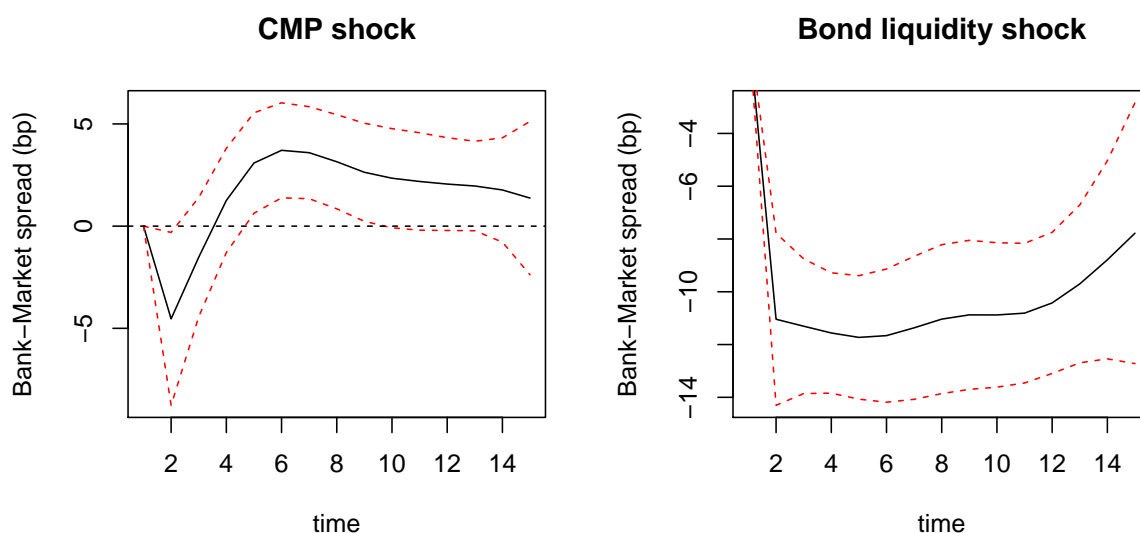 CMP shock
Bank−Market spread (bp)
5
0
−5
2 4 6 8 10 12 14
time
Bond liquidity shock
Bank−Market spread (bp)
−4
−6
−10
−14
2 4 6 8 10 12 14
time